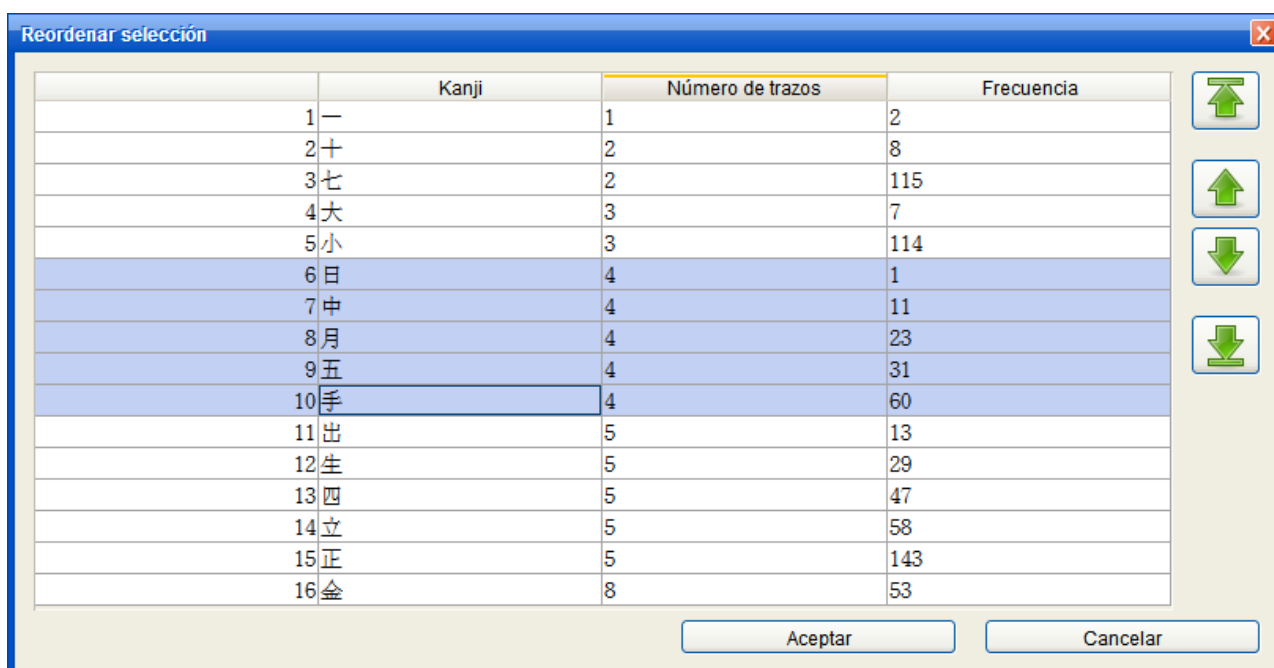 Reordenar selección
Kanji Número de trazos Frecuencia
1 一 1 2
2 十 2 8
3 七 2 115
4 大 3 7
5 小 3 114
6 日 4 1
7 中 4 11
8 月 4 23
9 五 4 31
10 手 4 60
11 出 5 13
12 生 5 29
13 四 5 47
14 立 5 58
15 正 5 143
16 金 8 53
Aceptar Cancelar